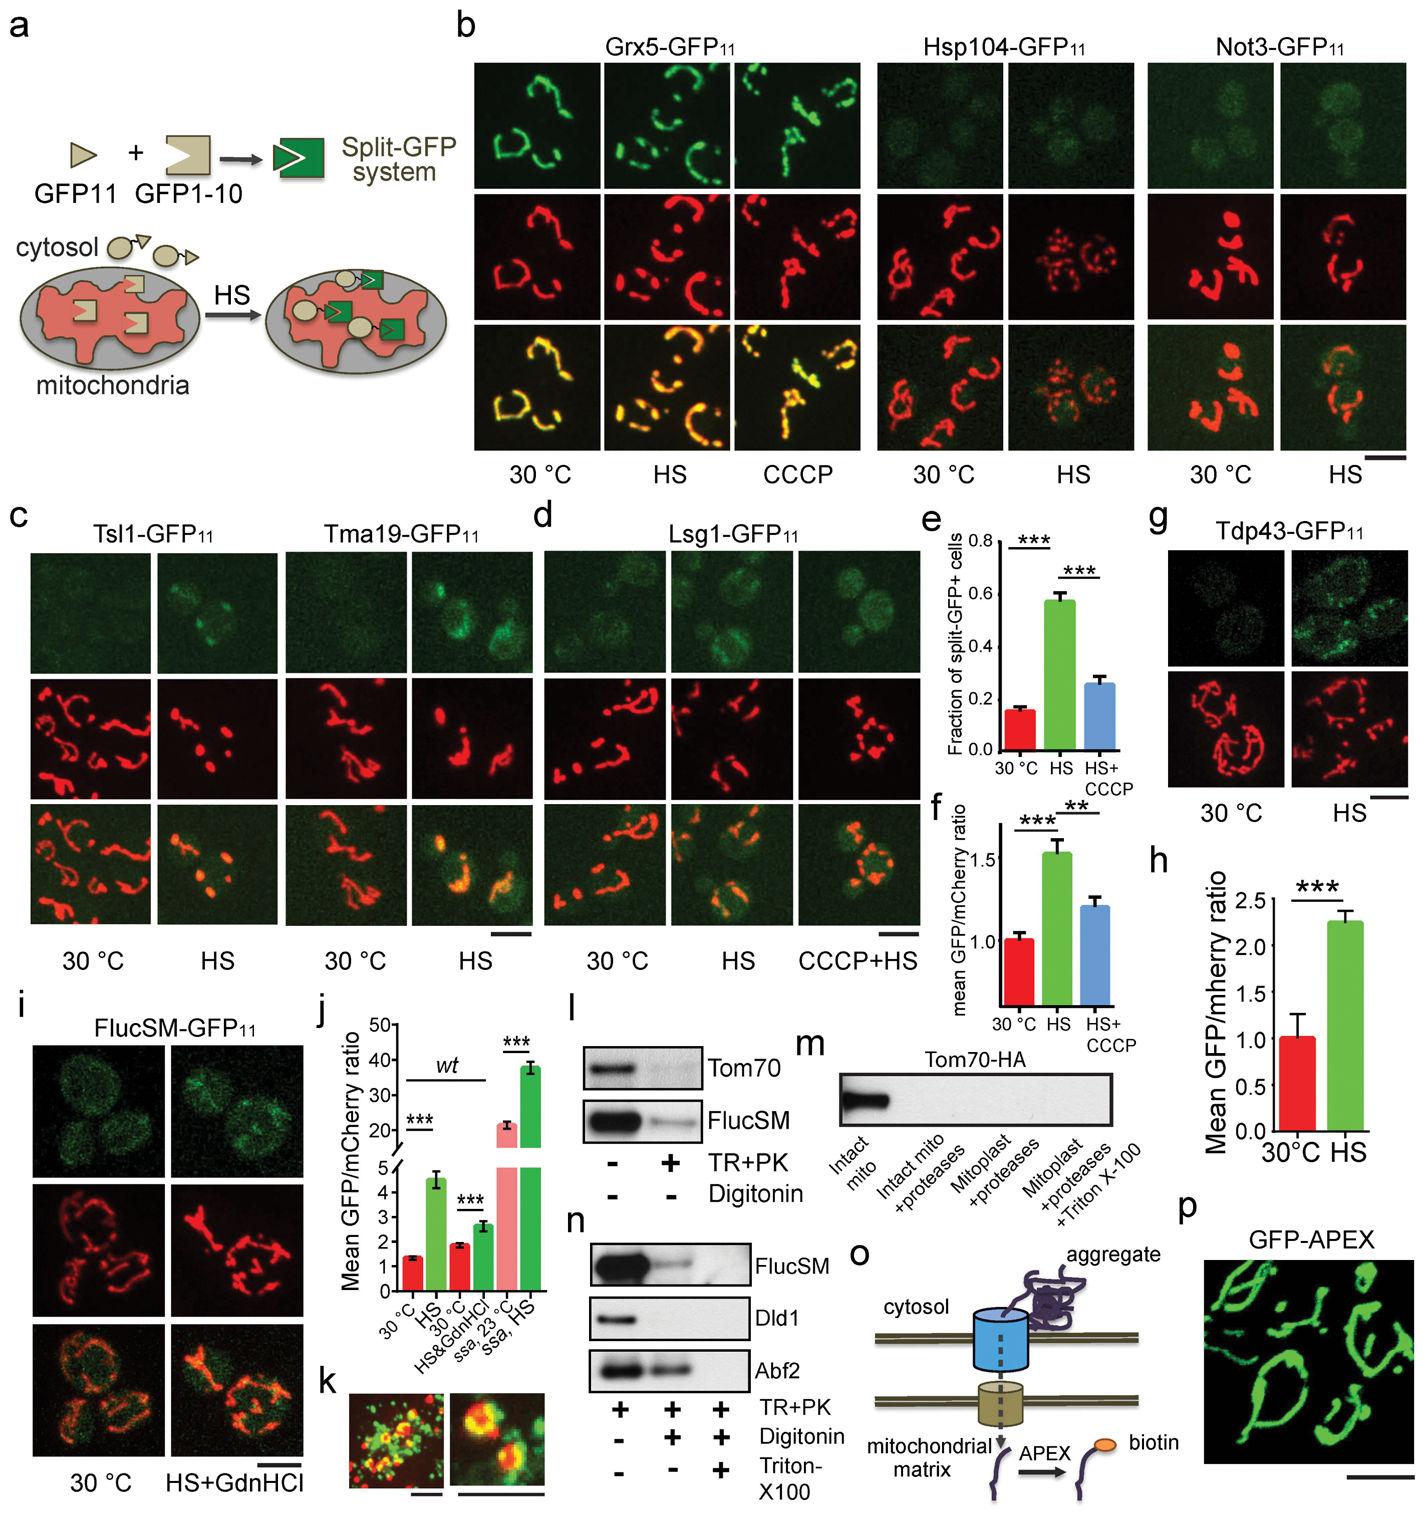 a
+
Split-GFP
system
GFP11 GFP1-10
cytosol
HS
mitochondria
b
Grx5-GFP11 Hsp104-GFP11 Not3-GFP11
30 °C HS CCCP 30 °C HS 30 °C HS
c
Tsl1-GFP11 Tma19-GFP11
30 °C HS 30 °C HS
d
Lsg1-GFP11
30 °C HS CCCP+HS
e
Fraction of split-GFP+ cells
0.8
0.6
0.4
0.2
0.0
***
***
30 °C HS HS+
CCCP
f
mean GFP/mCherry ratio
1.5
1.0
***
**
30 °C HS HS+
CCCP
g
Tdp43-GFP11
30 °C HS
h
Mean GFP/mherry ratio
2.5
2.0
1.5
1.0
0.5
0.0
***
30°C HS
i
FlucSM-GFP11
30 °C HS+GdnHCl
j
Mean GFP/mCherry ratio
50
40
30
20
5
4
3
2
1
0
wt
***
***
***
30 °C
HS
30 °C
HS&GdnHCl
ssa, 23 °C
ssa, HS
k
l
Tom70
FlucSM
- + TR+PK
- - Digitonin
m
Tom70-HA
Intact
mito
Intact mito
+proteases
Mitoplast
+proteases
Mitoplast
+proteases
+Triton X-100
n
FlucSM
Dld1
Abf2
+ + + TR+PK
- + + Digitonin
- - + Triton-
X100
o
aggregate
cytosol
mitochondrial
matrix
APEX
biotin
p
GFP-APEX